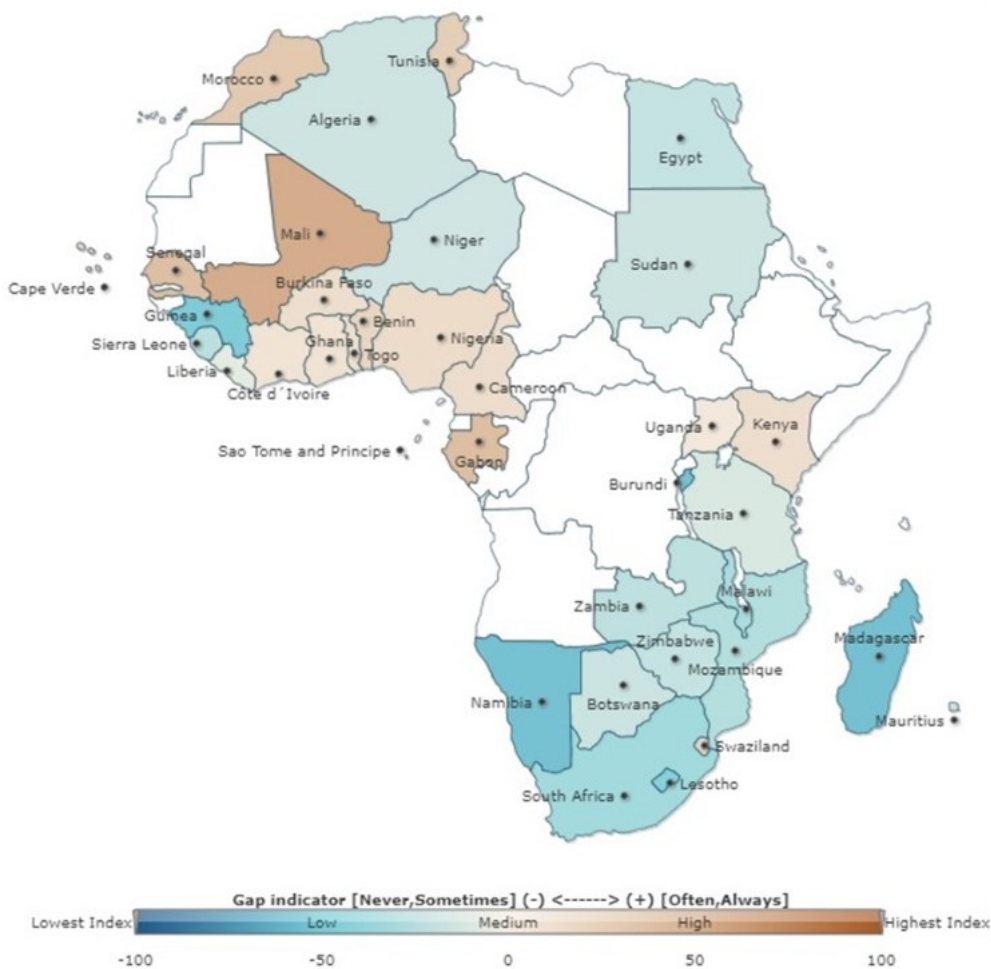 Tunisia
Morocco
Algeria
Egypt
Mali
Niger
Senegal
Sudan
Burkina Faso
Cape Verde
Guinea
Benin
Sierra Leone
Ghana
Nigeria
Togo
Liberia
Cameroon
Côte d´Ivoire
Uganda
Kenya
Sao Tome and Principe
Gabon
Burundi
Tanzania
Malawi
Zambia
Zimbabwe
Madagascar
Mozambique
Namibia
Botswana
Mauritius
Swaziland
Lesotho
South Africa
Gap indicator [Never,Sometimes] (-) <------> (+) [Often,Always]
Lowest Index Low Medium High Highest Index
-100 -50 0 50 100